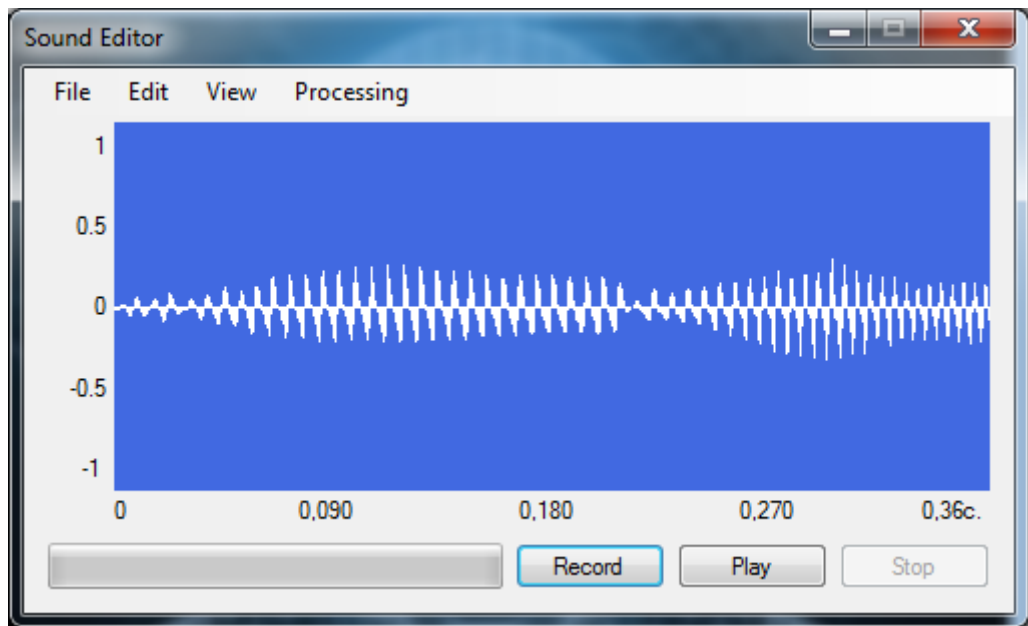 Sound Editor
File Edit View Processing
1
0.5
0
-0.5
-1
0 0,090 0,180 0,270 0,36c.
Record Play Stop